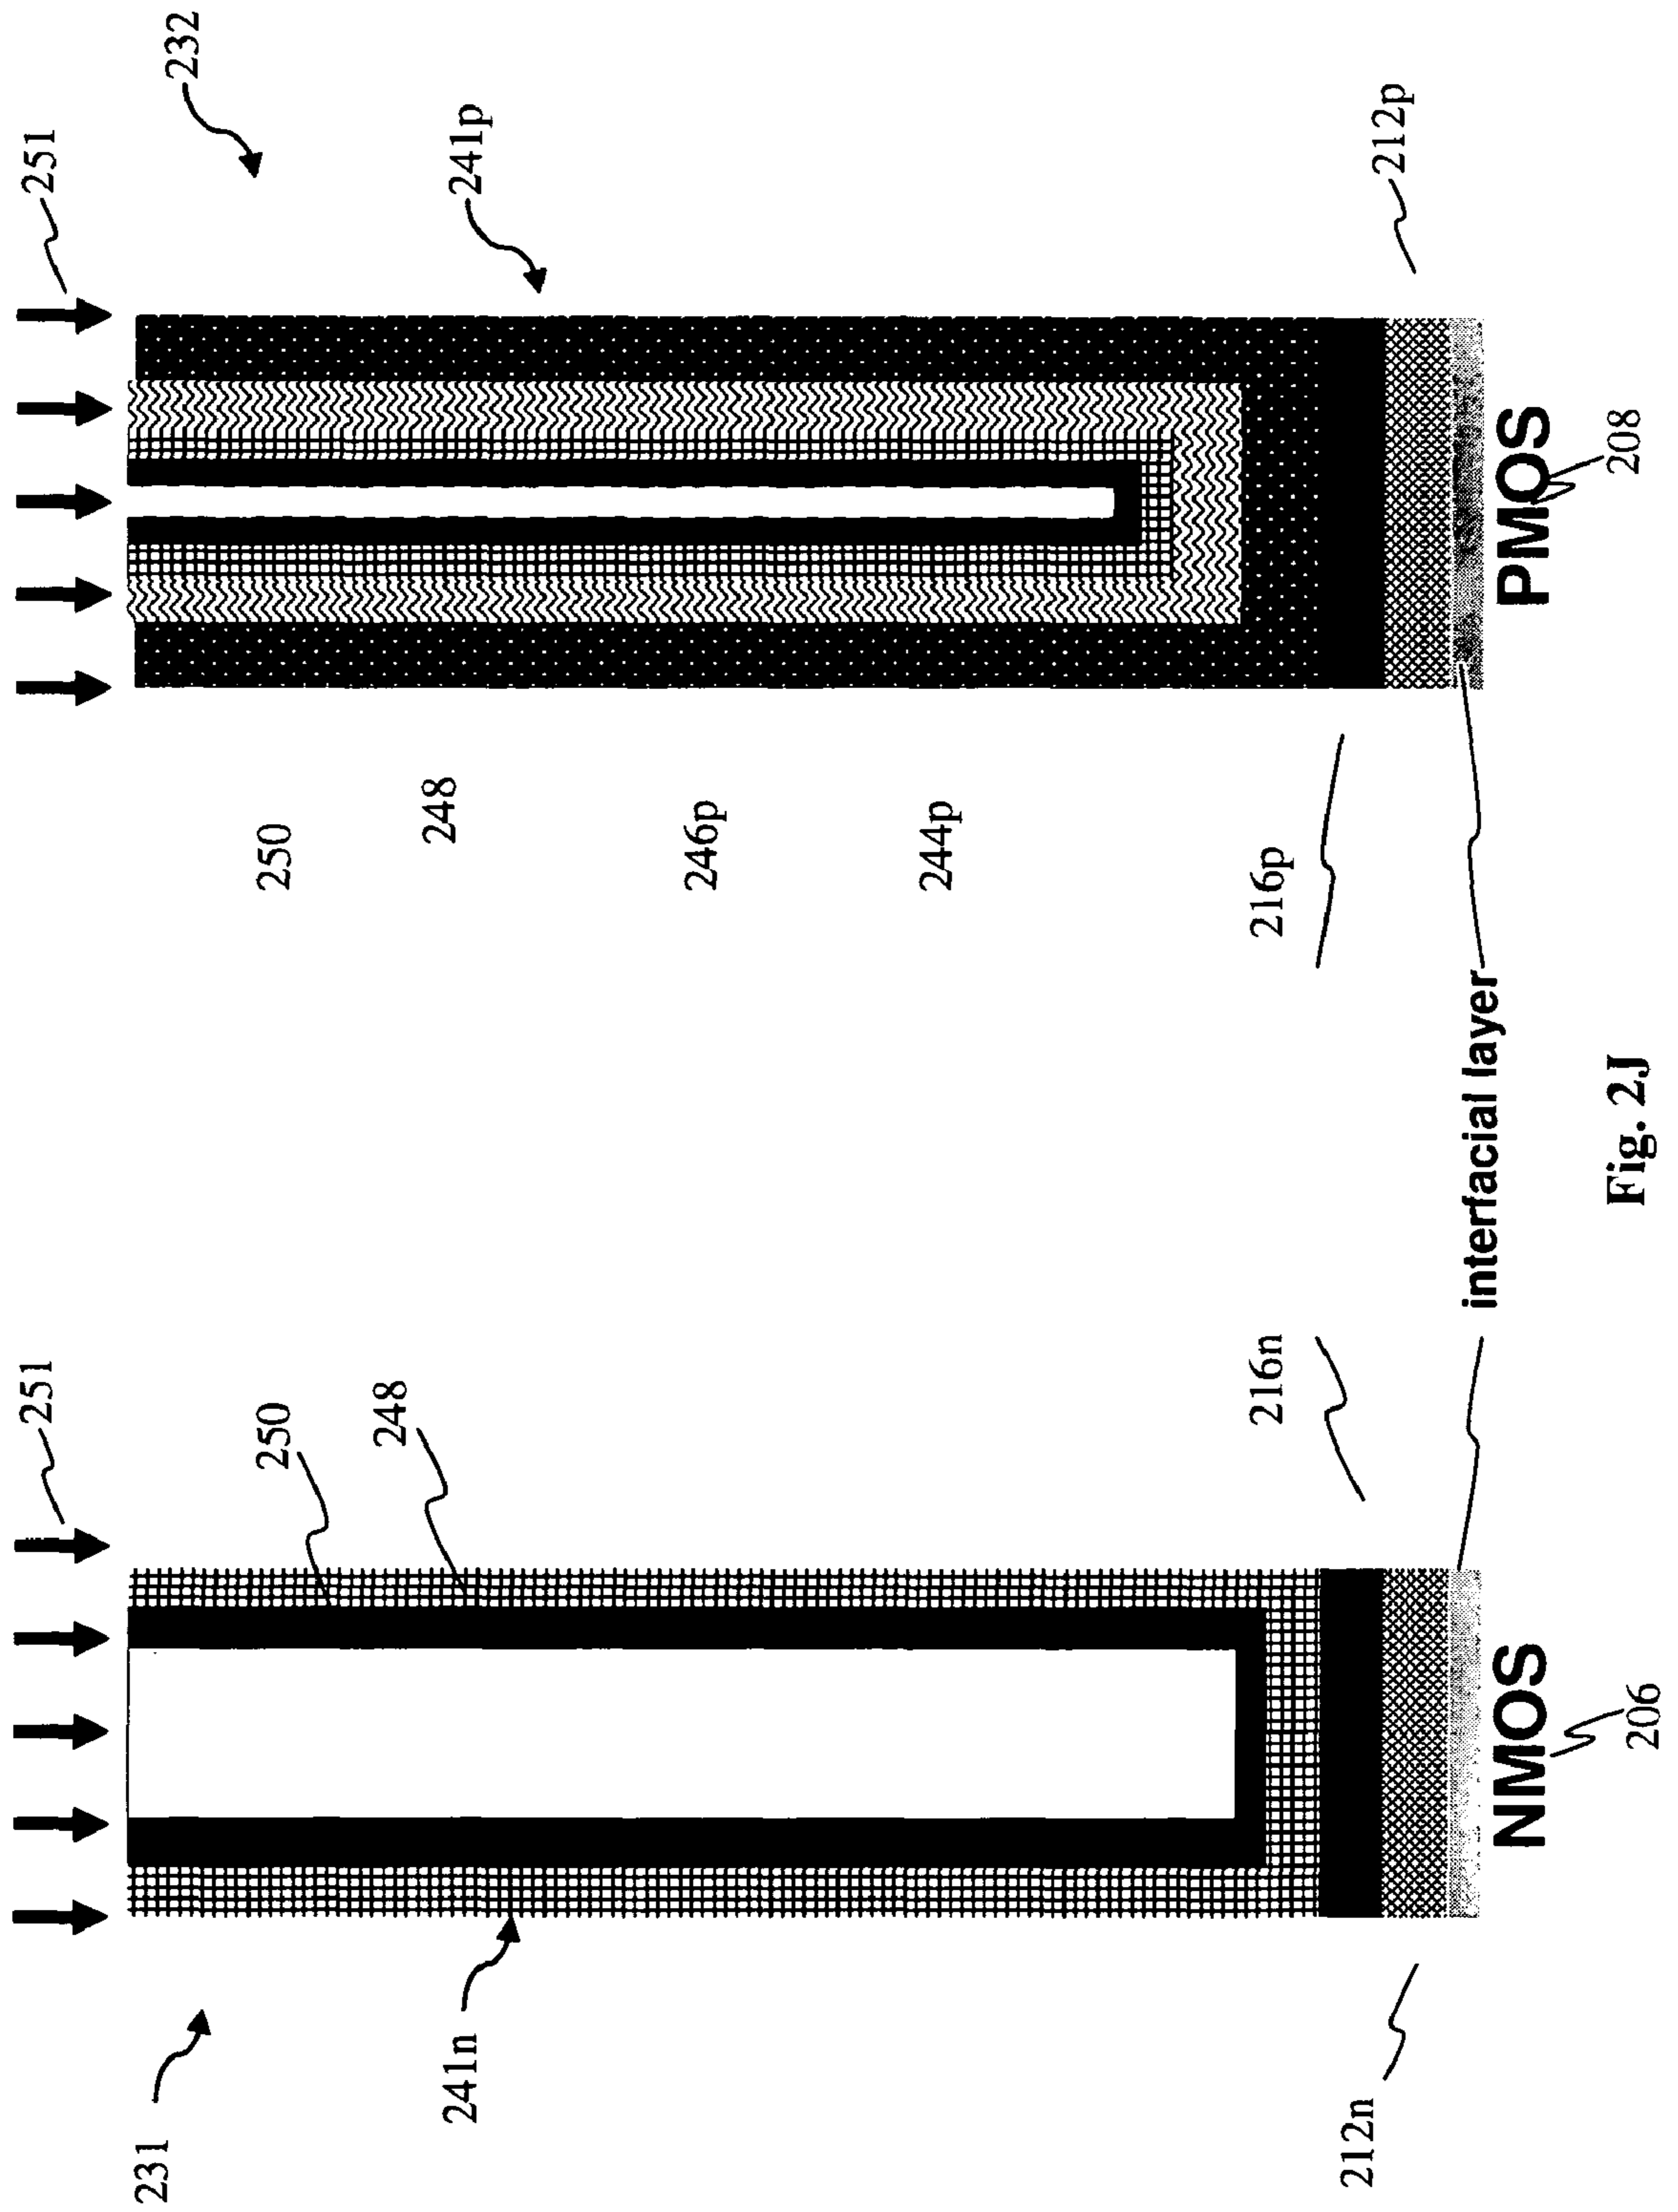 251
251
232
231
241n
250
248
250
248
246p
244p
241p
212n
216n
216p
212p
interfacial layer
NMOS
PMOS
206
208
Fig. 2J